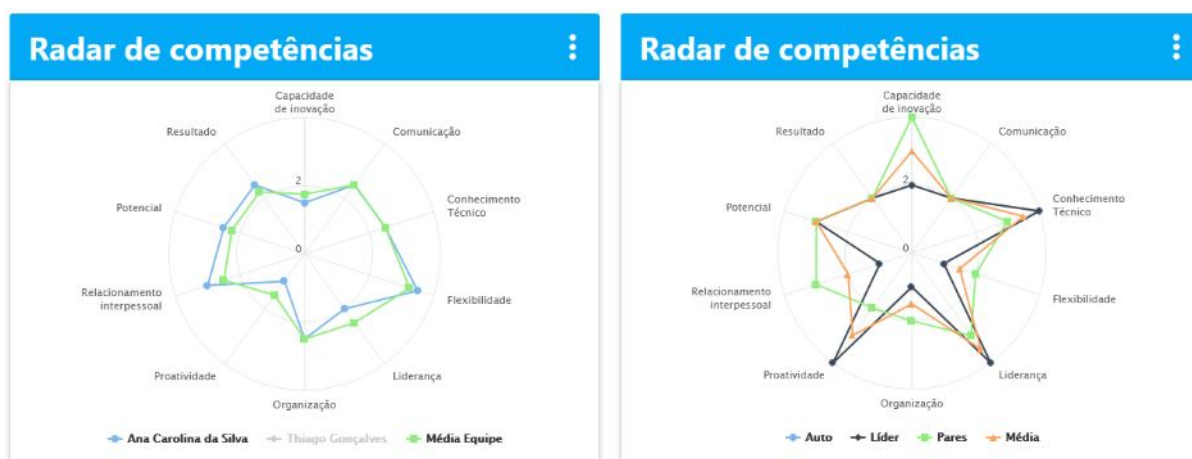 Radar de competências
Capacidade
de inovação
Resultado
Comunicação
2
Potencial
Conhecimento
Técnico
0
Relacionamento
interpessoal
Flexibilidade
Proatividade
Liderança
Organização
Ana Carolina da Silva Thiago Gonçalves Média Equipe
Radar de competências
Capacidade
de inovação
Resultado
Comunicação
2
Potencial
Conhecimento
Técnico
0
Relacionamento
interpessoal
Flexibilidade
Proatividade
Liderança
Organização
Auto Líder Pares Média